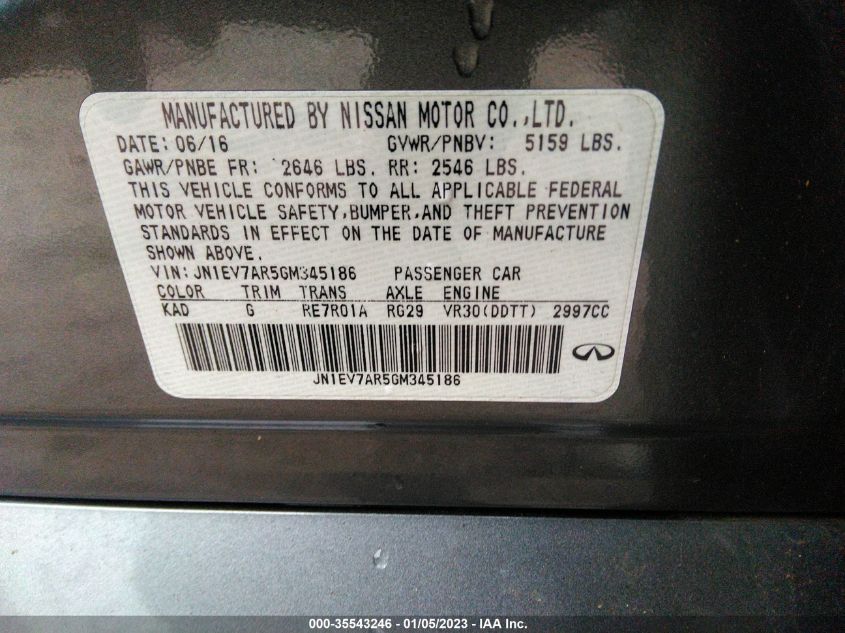 MANUFACTURED BY NISSAN MOTOR CO.,LTD.
DATE: 06/16 GVWR/PNBV: 5159 LBS.
GAWR/PNBE FR: 2646 LBS. RR: 2546 LBS.
THIS VEHICLE CONFORMS TO ALL APPLICABLE FEDERAL
MOTOR VEHICLE SAFETY,BUMPER,AND THEFT PREVENTION
STANDARDS IN EFFECT ON THE DATE OF MANUFACTURE
SHOWN ABOVE.
VIN: JN1EV7AR5GM345186 PASSENGER CAR
COLOR TRIM TRANS AXLE ENGINE
KAD G RE7R01A RG29 VR30(DDTT) 2997CC
JN1EV7AR5GM345186
000-35543246 - 01/05/2023 - IAA Inc.